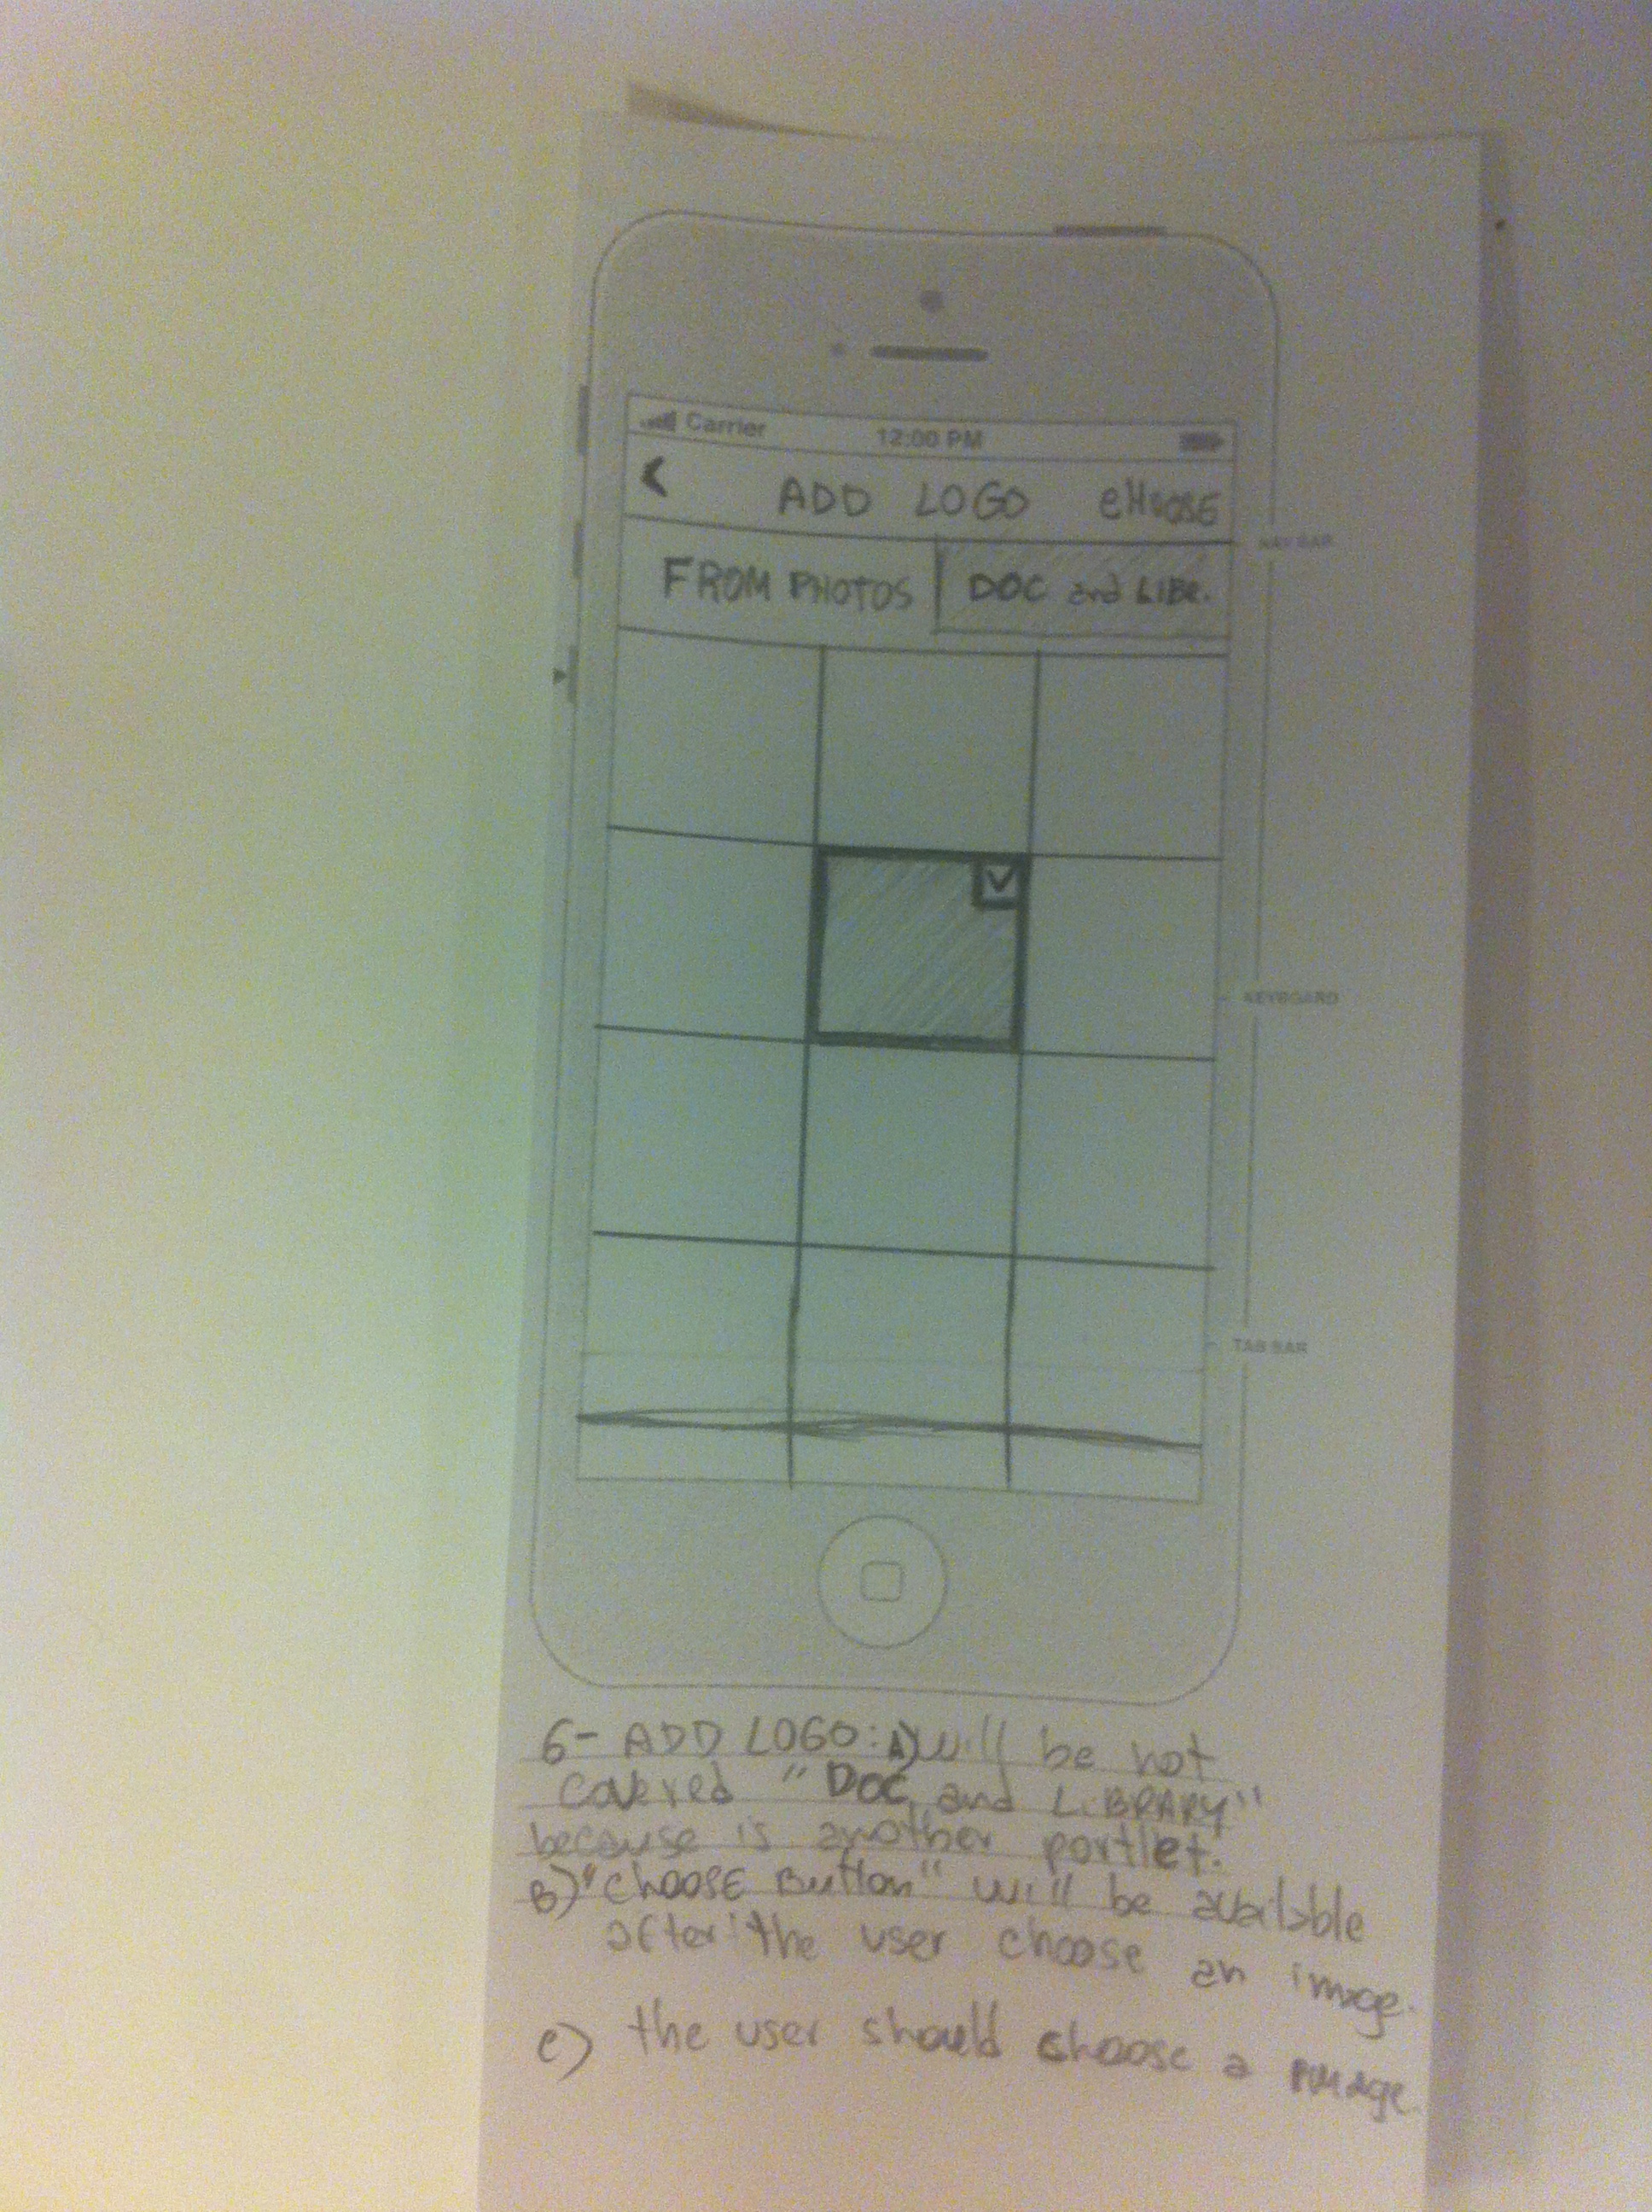 Carrier 12:00 PM
< ADD LOGO CHOOSE
NAV BAR
FROM PHOTOS DOC and LIBR.
KEYBOARD
TAB BAR
6- ADD LOGO: A) will be not
covered "DOC and LIBRARY"
because is another portlet.
B) "CHOOSE Button" will be available
after the user choose an image.
C) the user should choose a image.